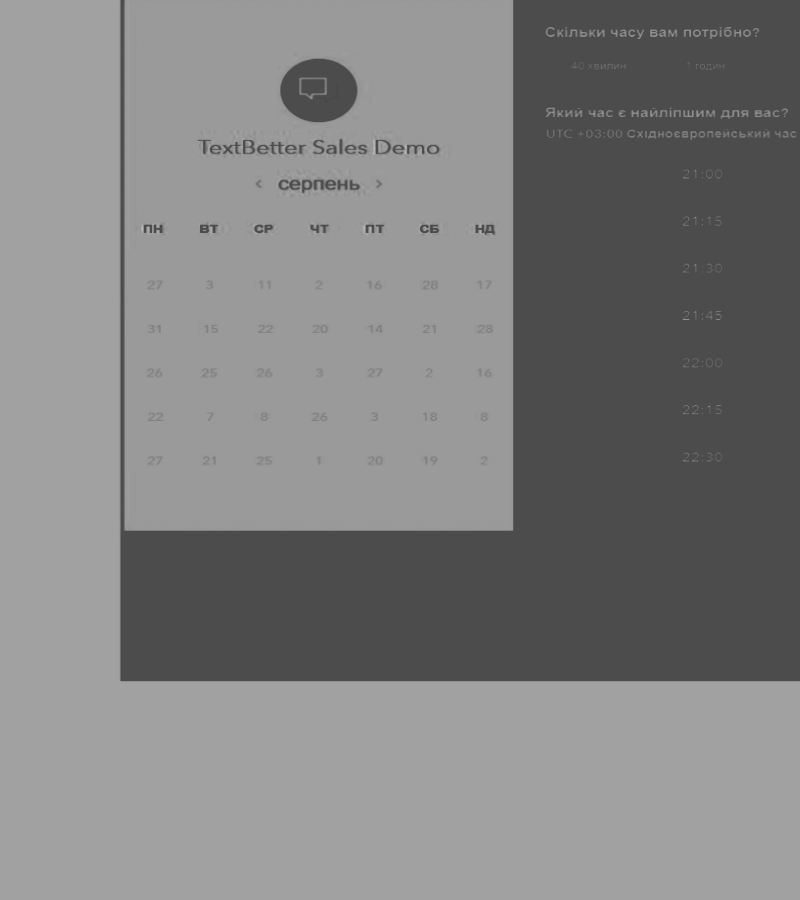 TextBetter Sales Demo
‹ серпень ›
ПН ВТ СР ЧТ ПТ СБ НД
27 3 11 2 16 28 17
31 15 22 20 14 21 28
26 25 26 3 27 2 16
22 7 8 26 3 18 8
27 21 25 1 20 19 2
Скільки часу вам потрібно?
40 хвилин 1 годин
Який час є найліпшим для вас?
UTC +03:00 Східноєвропейський час
21:00
21:15
21:30
21:45
22:00
22:15
22:30